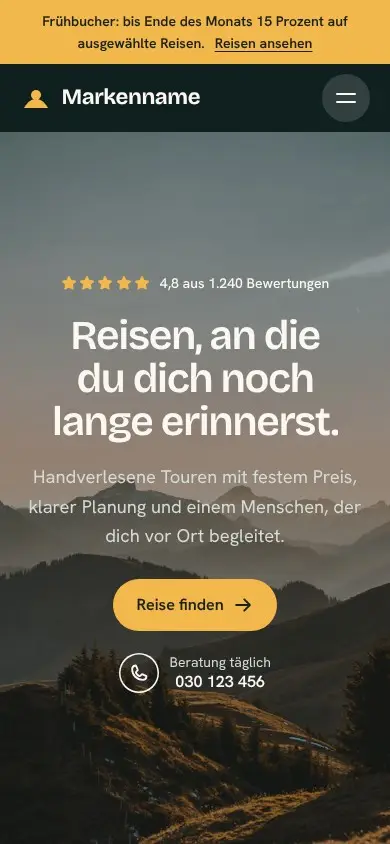 Frühbucher: bis Ende des Monats 15 Prozent auf
ausgewählte Reisen. Reisen ansehen
Markenname
4,8 aus 1.240 Bewertungen
Reisen, an die
du dich noch
lange erinnerst.
Handverlesene Touren mit festem Preis,
klarer Planung und einem Menschen, der
dich vor Ort begleitet.
Reise finden
Beratung täglich
030 123 456